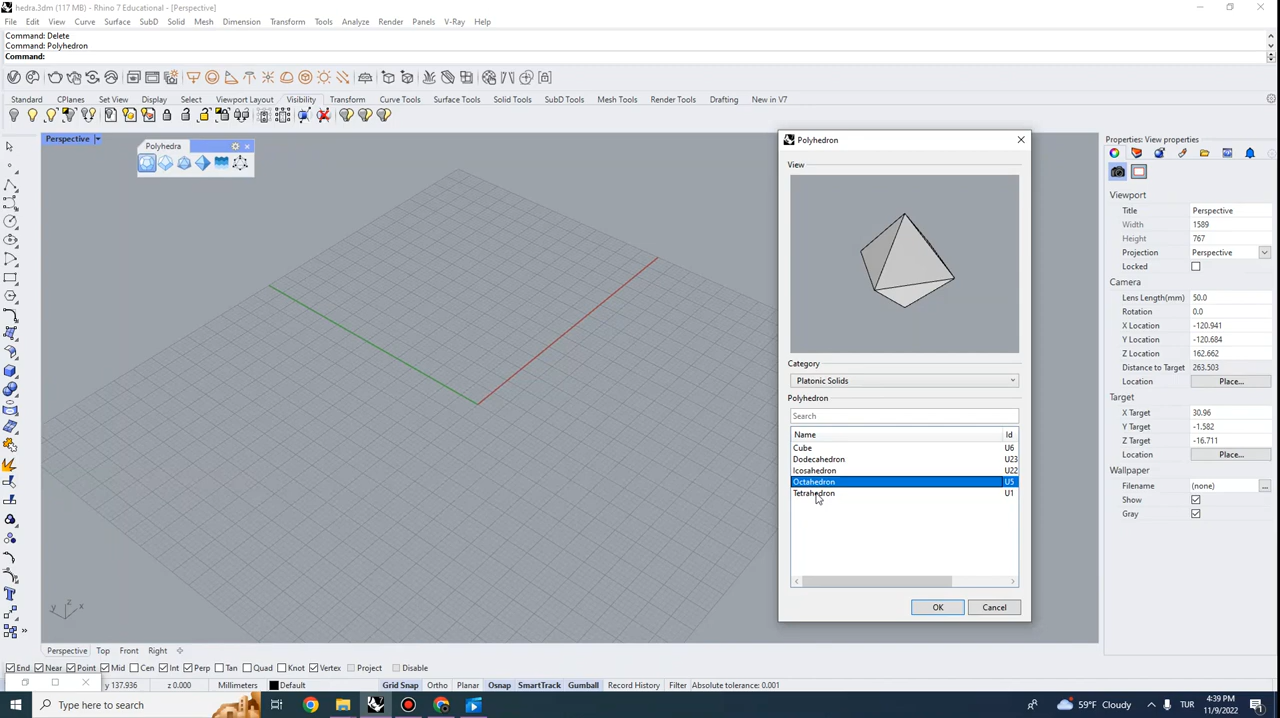 hedra.3dm (117 MB) - Rhino 7 Educational - [Perspective]
File Edit View Curve Surface SubD Solid Mesh Dimension Transform Tools Analyze Render Panels V-Ray Help
Command: Delete
Command: Polyhedron
Command:
Standard CPlanes Set View Display Select Viewport Layout Visibility Transform Curve Tools Surface Tools Solid Tools SubD Tools Mesh Tools Render Tools Drafting New in V7
Perspective
Polyhedra
Polyhedron
View
Category
Platonic Solids
Polyhedron
Search
Name Id
Cube U6
Dodecahedron U23
Icosahedron U22
Octahedron U5
Tetrahedron U1
OK Cancel
Properties: View properties
Viewport
Title Perspective
Width 1589
Height 767
Projection Perspective
Locked
Camera
Lens Length(mm) 50.0
Rotation 0.0
X Location -120.941
Y Location -120.684
Z Location 162.662
Distance to Target 263.503
Location Place...
Target
X Target 30.96
Y Target -1.582
Z Target -16.711
Location Place...
Wallpaper
Filename (none) ...
Show
Gray
y z x
Perspective Top Front Right
End Near Point Mid Cen Int Perp Tan Quad Knot Vertex Project Disable
y 137.936 z 0.000 Millimeters Default Grid Snap Ortho Planar Osnap SmartTrack Gumball Record History Filter Absolute tolerance: 0.001
Type here to search
59°F Cloudy TUR 4:39 PM
11/9/2022